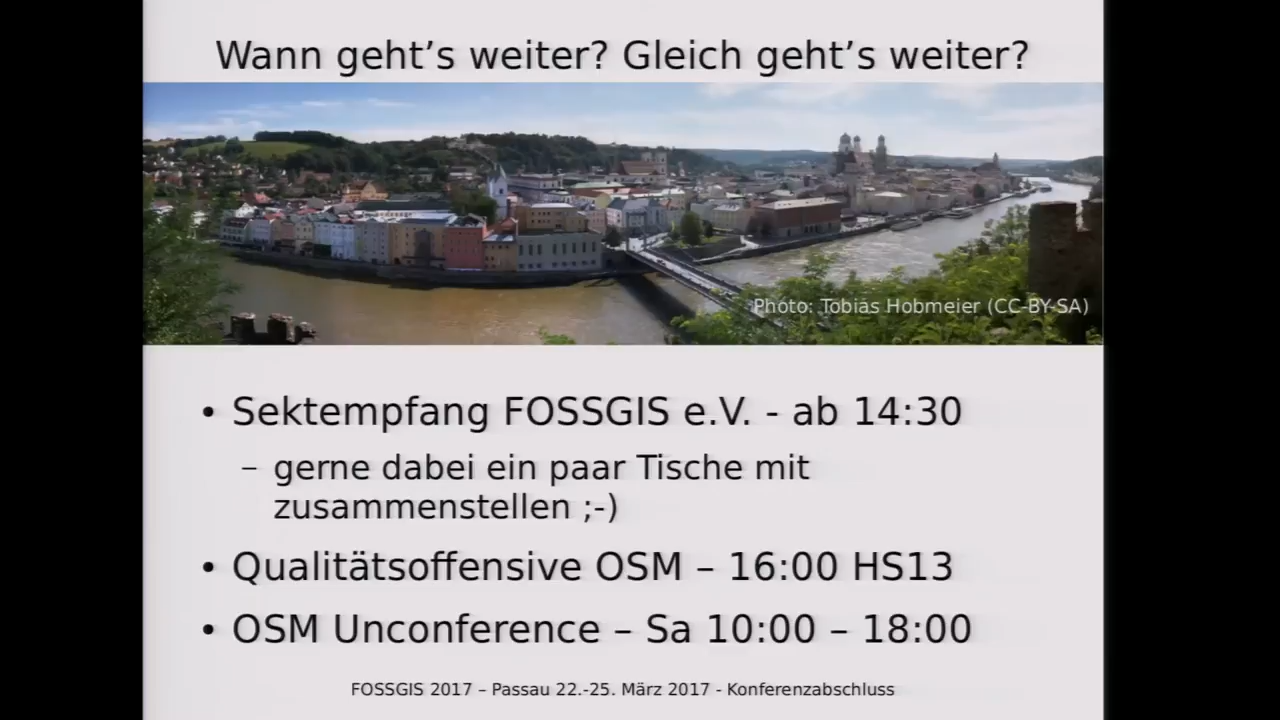 Wann geht’s weiter? Gleich geht’s weiter?
Photo: Tobias Hobmeier (CC-BY-SA)
• Sektempfang FOSSGIS e.V. - ab 14:30
– gerne dabei ein paar Tische mit
zusammenstellen ;-)
• Qualitätsoffensive OSM – 16:00 HS13
• OSM Unconference – Sa 10:00 – 18:00
FOSSGIS 2017 – Passau 22.-25. März 2017 - Konferenzabschluss